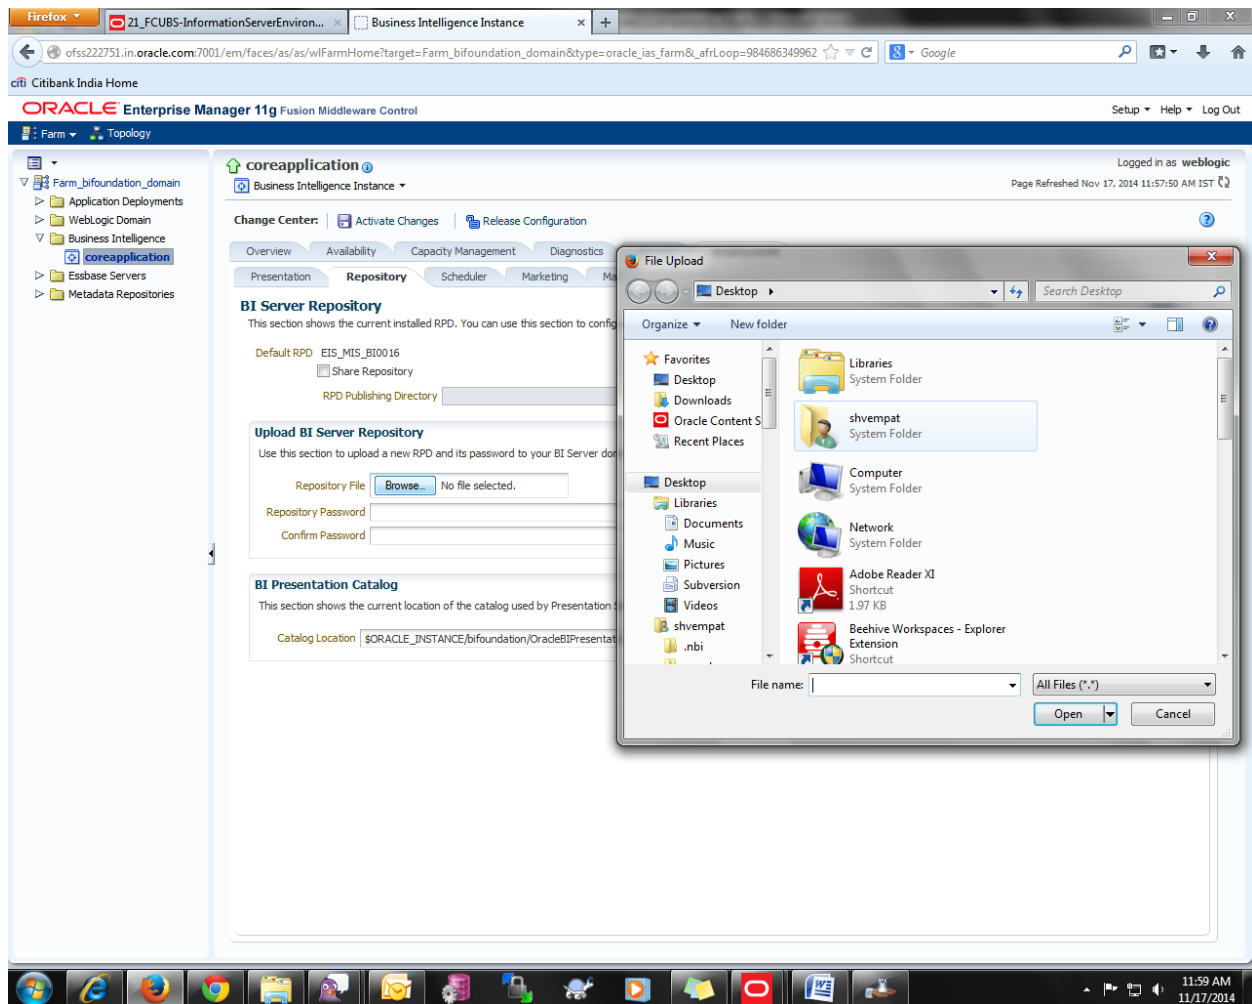 Firefox
21_FCUBS-InformationServerEnviron...
Business Intelligence Instance
ofss222751.in.oracle.com:7001/em/faces/as/as/wlFarmHome?target=Farm_bifoundation_domain&type=oracle_ias_farm&_afrLoop=984686349962
Google
citi Citibank India Home
ORACLE Enterprise Manager 11g Fusion Middleware Control
Setup Help Log Out
Farm Topology
Farm_bifoundation_domain
Application Deployments
WebLogic Domain
Business Intelligence
coreapplication
Essbase Servers
Metadata Repositories
coreapplication
Logged in as weblogic
Business Intelligence Instance
Page Refreshed Nov 17, 2014 11:57:50 AM IST
Change Center: Activate Changes Release Configuration
Overview Availability Capacity Management Diagnostics
Presentation Repository Scheduler Marketing Ma
BI Server Repository
This section shows the current installed RPD. You can use this section to config
Default RPD EIS_MIS_BI0016
Share Repository
RPD Publishing Directory
Upload BI Server Repository
Use this section to upload a new RPD and its password to your BI Server do
Repository File Browse... No file selected.
Repository Password
Confirm Password
BI Presentation Catalog
This section shows the current location of the catalog used by Presentation
Catalog Location $ORACLE_INSTANCE/bifoundation/OracleBIPresentat
File Upload
Desktop
Search Desktop
Organize New folder
Favorites
Desktop
Downloads
Oracle Content S
Recent Places
Desktop
Libraries
Documents
Music
Pictures
Subversion
Videos
shvempat
.nbi
Libraries
System Folder
shvempat
System Folder
Computer
System Folder
Network
System Folder
Adobe Reader XI
Shortcut
1.97 KB
Beehive Workspaces - Explorer
Extension
Shortcut
File name:
All Files (*.*)
Open Cancel
11:59 AM
11/17/2014